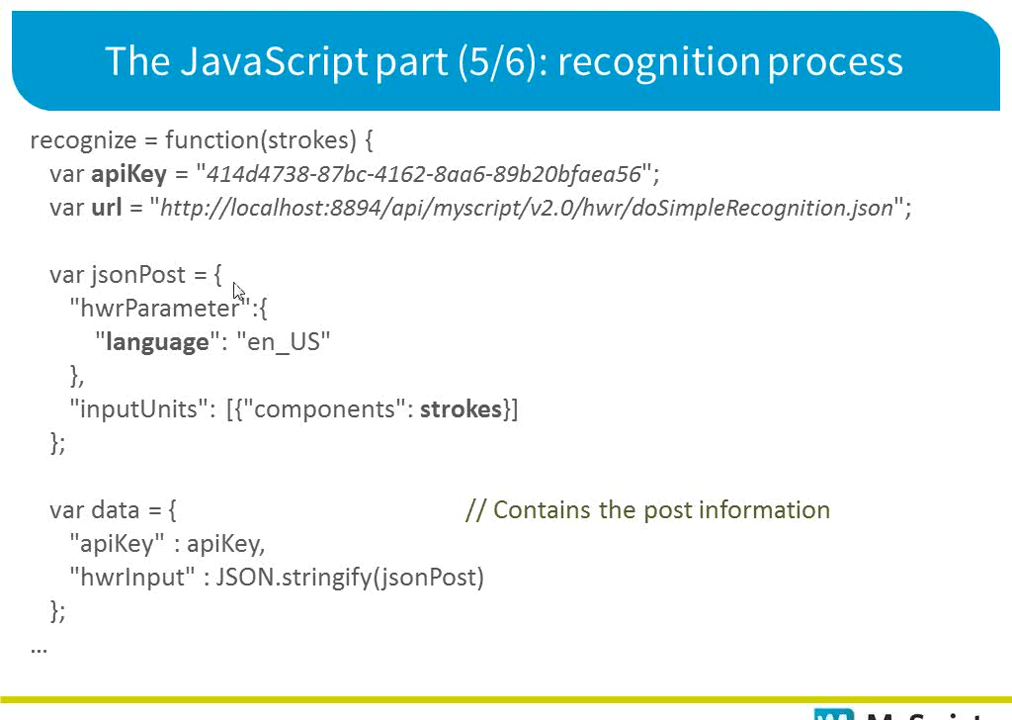 The JavaScript part (5/6): recognition process
recognize = function(strokes) {
var apiKey = "414d4738-87bc-4162-8aa6-89b20bfaea56";
var url = "http://localhost:8894/api/myscript/v2.0/hwr/doSimpleRecognition.json";
var jsonPost = {
"hwrParameter":{
"language": "en_US"
},
"inputUnits": [{"components": strokes}]
};
var data = { // Contains the post information
"apiKey" : apiKey,
"hwrInput" : JSON.stringify(jsonPost)
};
...